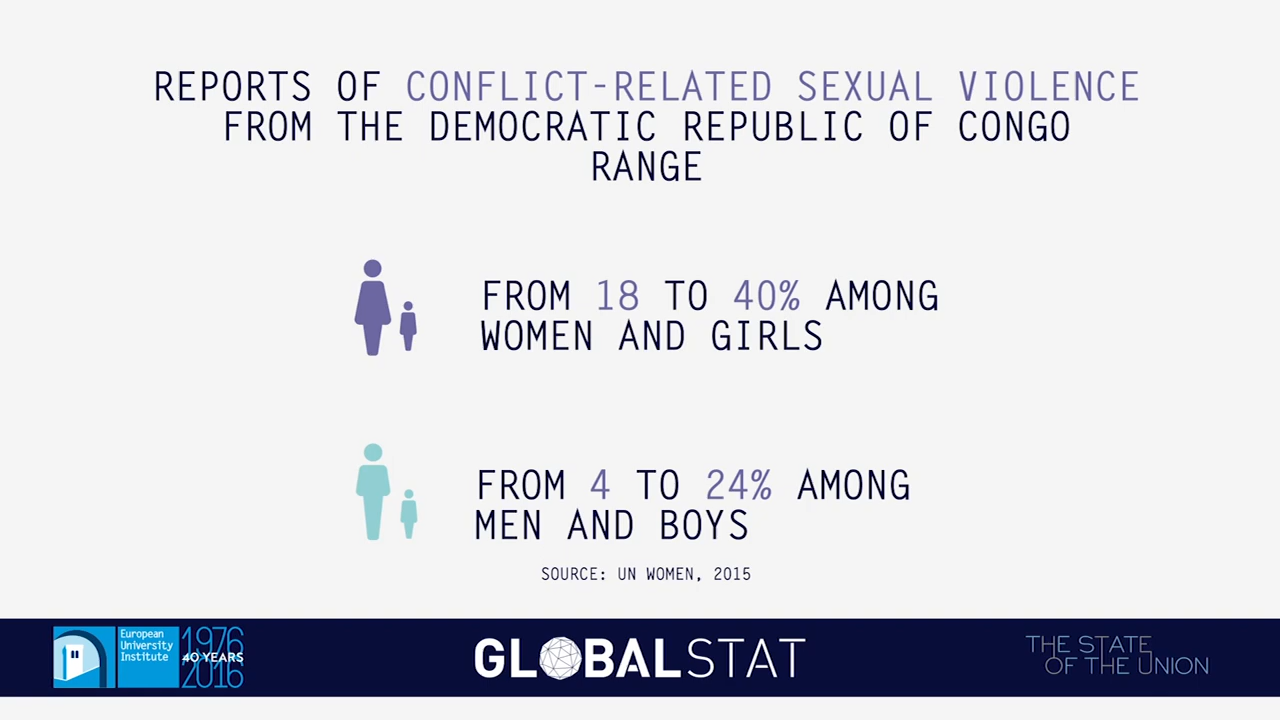 REPORTS OF CONFLICT-RELATED SEXUAL VIOLENCE
FROM THE DEMOCRATIC REPUBLIC OF CONGO
RANGE
FROM 18 TO 40% AMONG
WOMEN AND GIRLS
FROM 4 TO 24% AMONG
MEN AND BOYS
SOURCE: UN WOMEN, 2015
European
University
Institute
1976
40 YEARS
2016
GLOBALSTAT
THE STATE
OF THE UNION